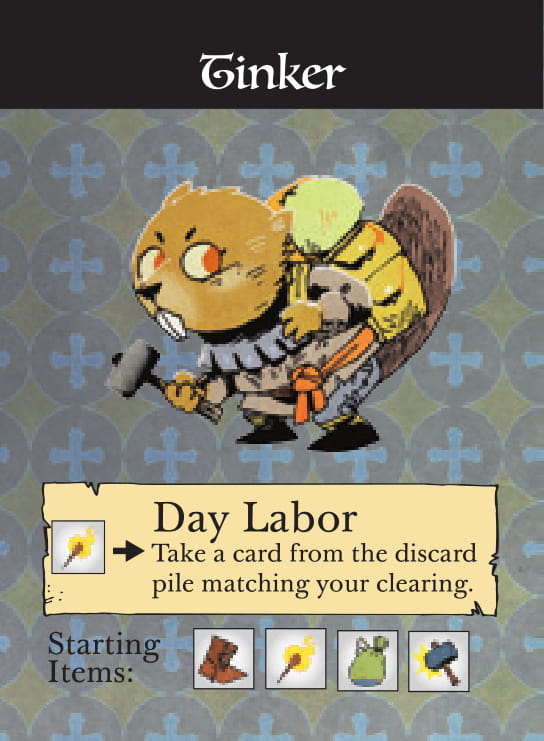 Tinker
Day Labor
Take a card from the discard
pile matching your clearing.
Starting
Items: